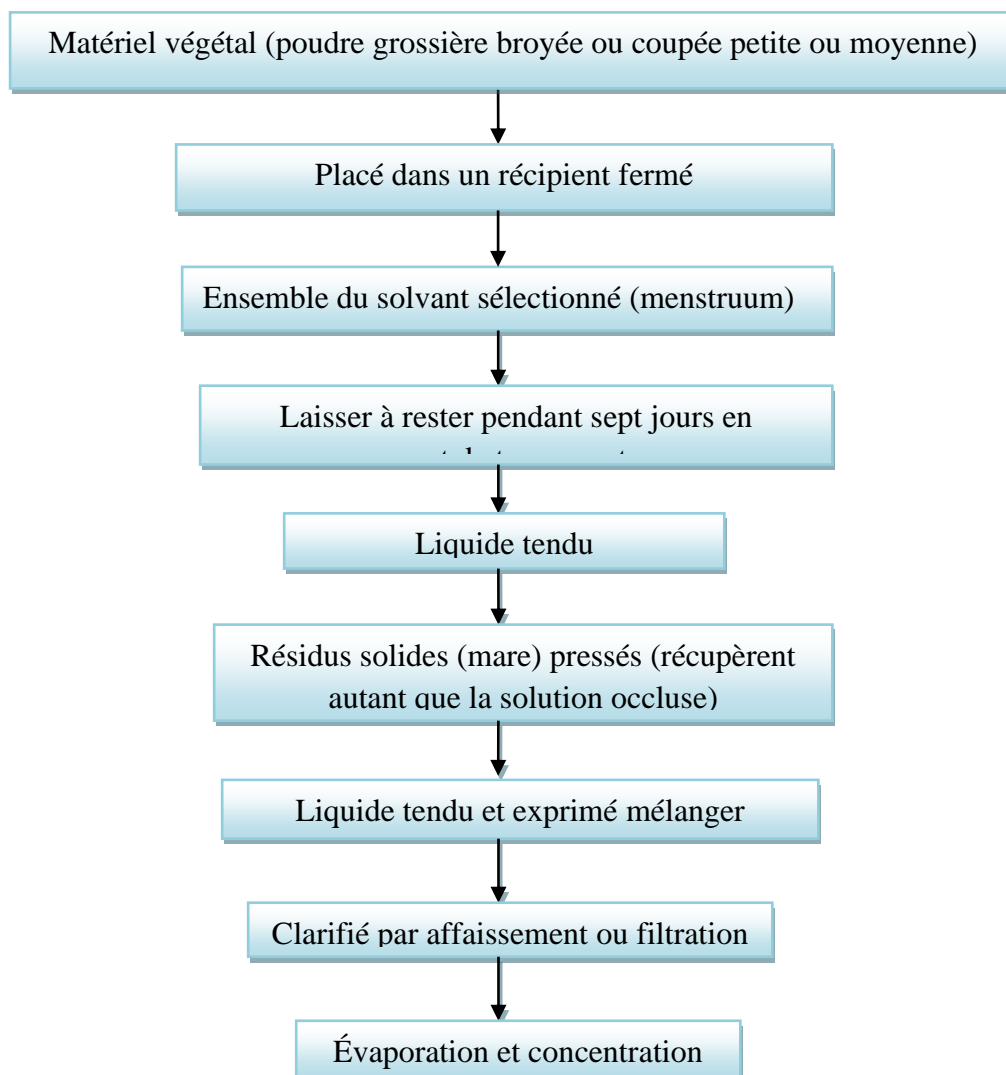 Matériel végétal (poudre grossière broyée ou coupée petite ou moyenne)
Placé dans un récipient fermé
Ensemble du solvant sélectionné (menstruum)
Laisser à rester pendant sept jours en
Liquide tendu
Résidus solides (mare) pressés (récupèrent
autant que la solution occluse)
Liquide tendu et exprimé mélanger
Clarifié par affaissement ou filtration
Évaporation et concentration